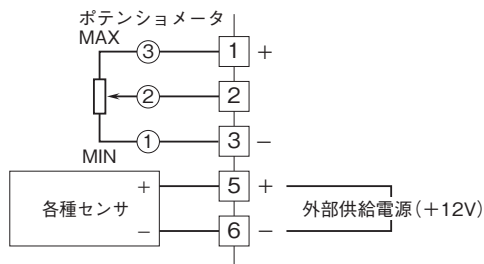 ポテンショメータ
MAX
③ 1 +
② 2
① 3 −
MIN
各種センサ + 5 + 外部供給電源(+12V)
− 6 −